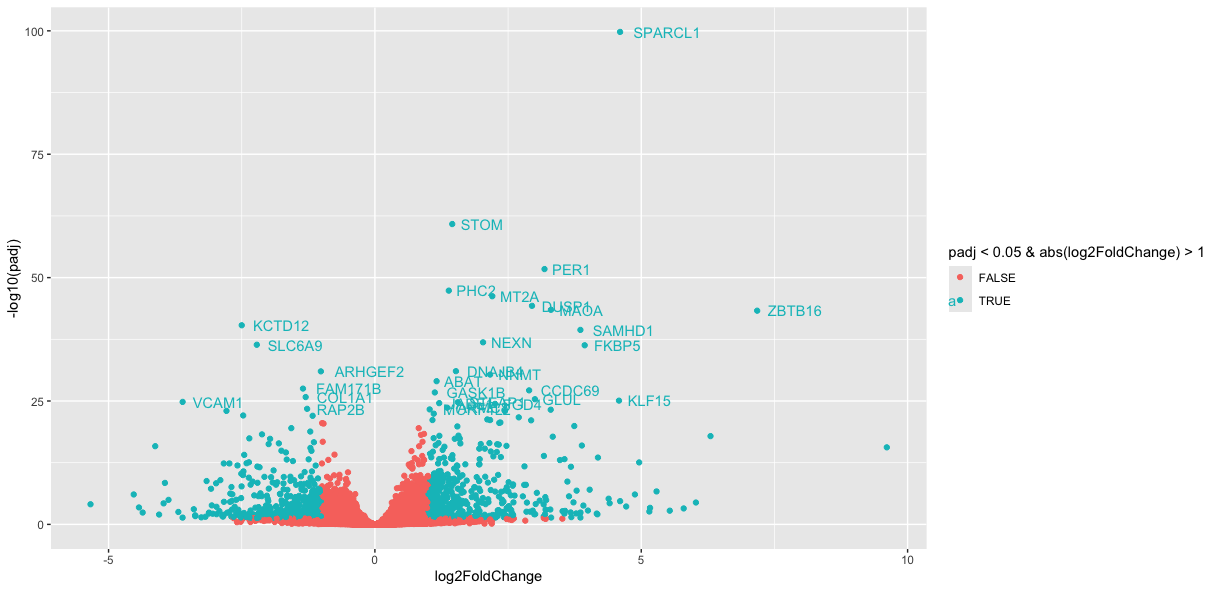 100
SPARCL1
75
STOM
padj < 0.05 & abs(log2FoldChange) > 1
PER1
50
FALSE
PHC2
MT2A
a TRUE
DUSP1
MAOA
ZBTB16
-log10(padj)
KCTD12
SAMHD1
NEXN
SLC6A9
FKBP5
ARHGEF2
DNAJB4
NNMT
ABAT
FAM171B
GASK1B
CCDC69
COL1A1
GLUL
VCAM1
25
KLF15
RAP2B
0
-5
0
5
10
log2FoldChange